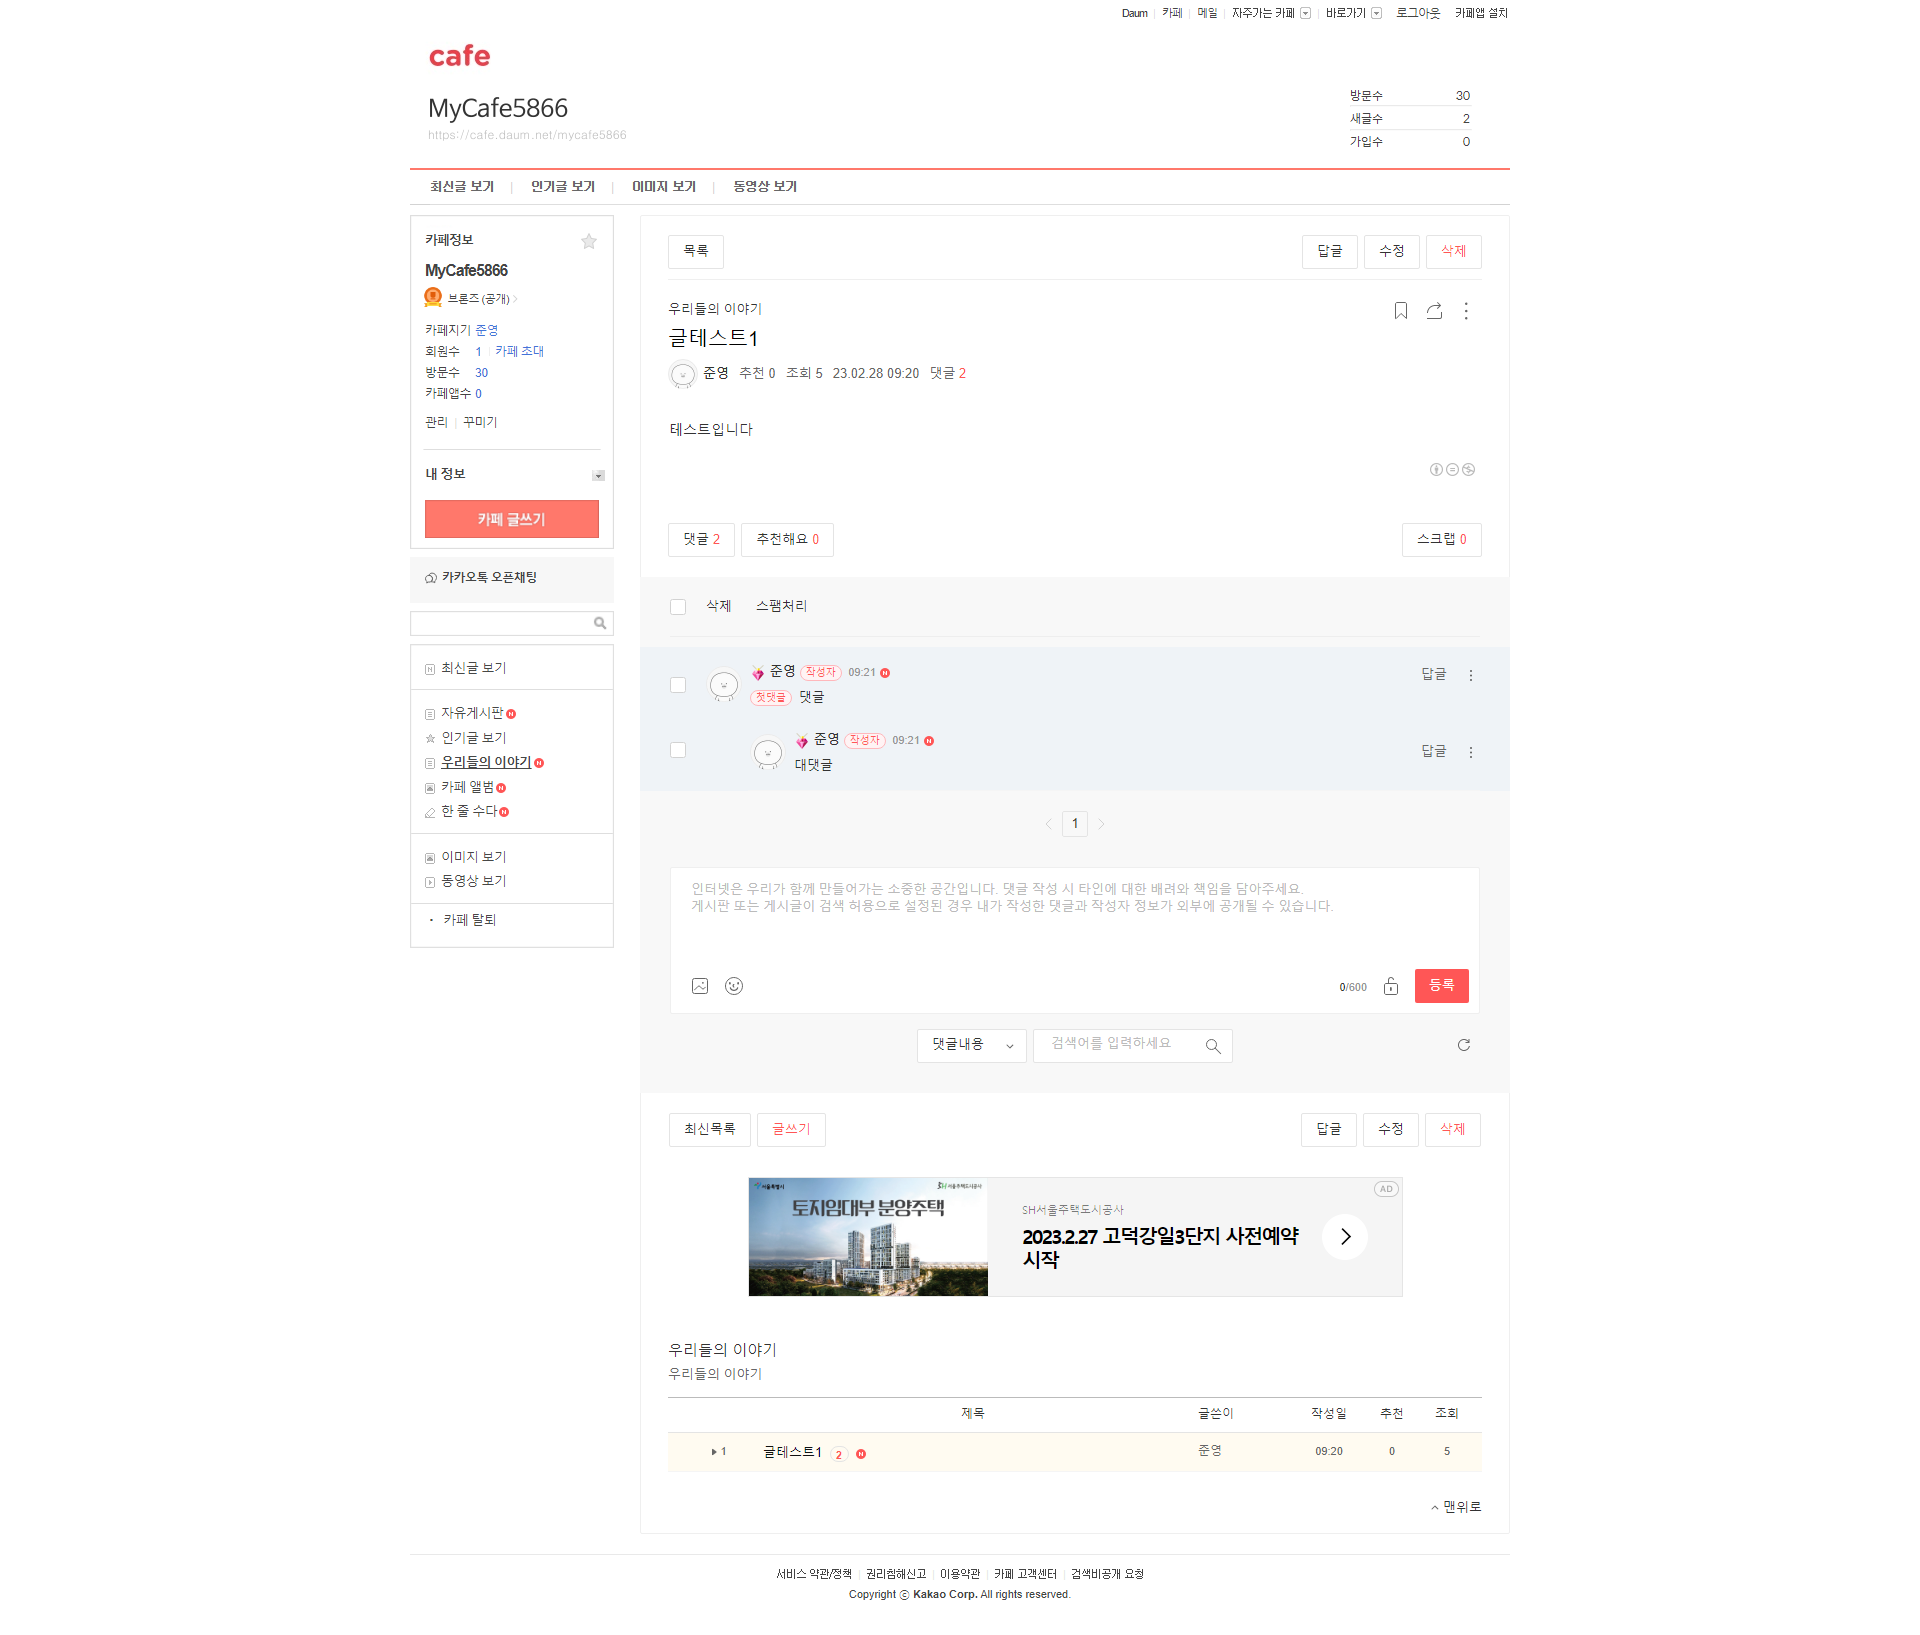 Daum 카페 메일 자주가는 카페 바로가기 로그아웃 카페앱 설치
cafe
MyCafe5866
https://cafe.daum.net/mycafe5866
방문수 30
새글수 2
가입수 0
최신글 보기 인기글 보기 이미지 보기 동영상 보기
카페정보
MyCafe5866
브론즈 (공개)
카페지기 준영
회원수 1 카페 초대
방문수 30
카페앱수 0
관리 꾸미기
내 정보
카페 글쓰기
카카오톡 오픈채팅
최신글 보기
자유게시판 N
인기글 보기
우리들의 이야기 N
카페 앨범 N
한 줄 수다 N
이미지 보기
동영상 보기
· 카페 탈퇴
목록 답글 수정 삭제
우리들의 이야기
글테스트1
준영 추천 0 조회 5 23.02.28 09:20 댓글 2
테스트입니다
댓글 2 추천해요 0 스크랩 0
삭제 스팸처리
준영 작성자 09:21 N 답글
첫댓글 댓글
준영 작성자 09:21 N 답글
대댓글
1
인터넷은 우리가 함께 만들어가는 소중한 공간입니다. 댓글 작성 시 타인에 대한 배려와 책임을 담아주세요.
게시판 또는 게시글이 검색 허용으로 설정된 경우 내가 작성한 댓글과 작성자 정보가 외부에 공개될 수 있습니다.
0/600 등록
댓글내용 검색어를 입력하세요
최신목록 글쓰기 답글 수정 삭제
서울특별시 SH서울주택도시공사
토지임대부 분양주택
AD
SH서울주택도시공사
2023.2.27 고덕강일3단지 사전예약
시작
우리들의 이야기
우리들의 이야기
제목 글쓴이 작성일 추천 조회
1 글테스트1 2 N 준영 09:20 0 5
맨위로
서비스 약관/정책 권리침해신고 이용약관 카페 고객센터 검색비공개 요청
Copyright ⓒ Kakao Corp. All rights reserved.